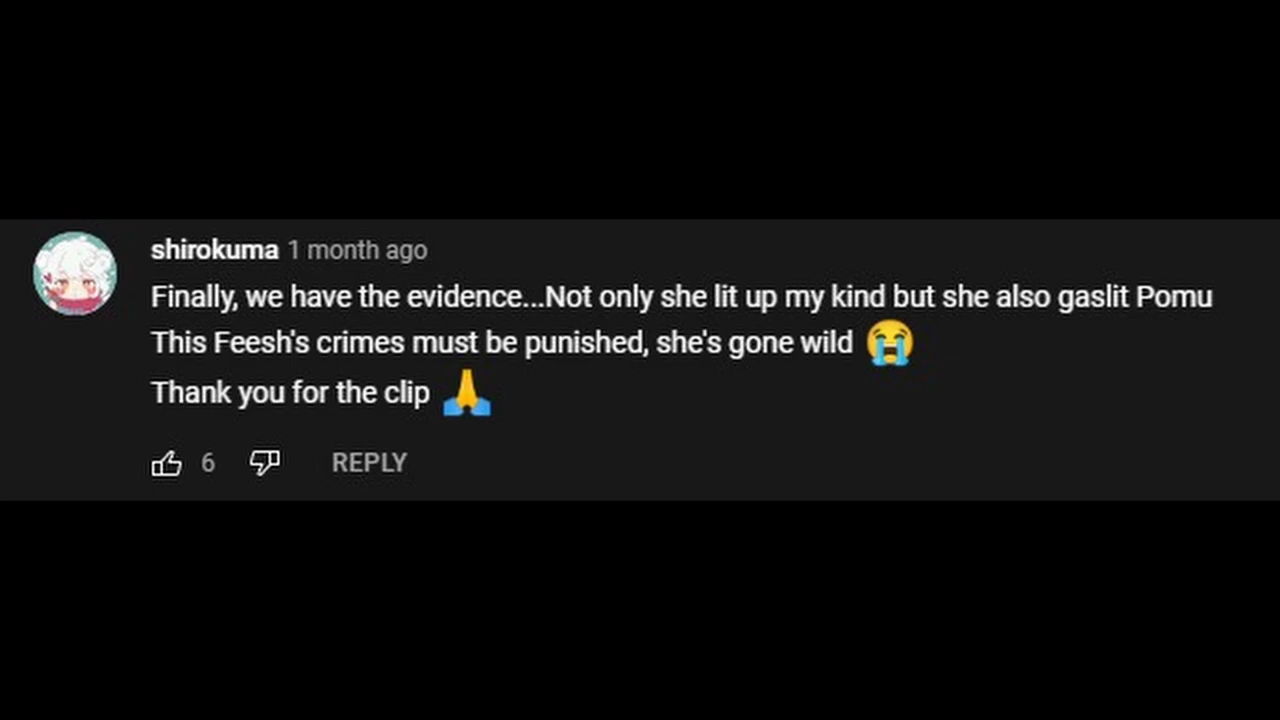 shirokuma 1 month ago
Finally, we have the evidence...Not only she lit up my kind but she also gaslit Pomu
This Feesh's crimes must be punished, she's gone wild 😭
Thank you for the clip 🙏
6 REPLY